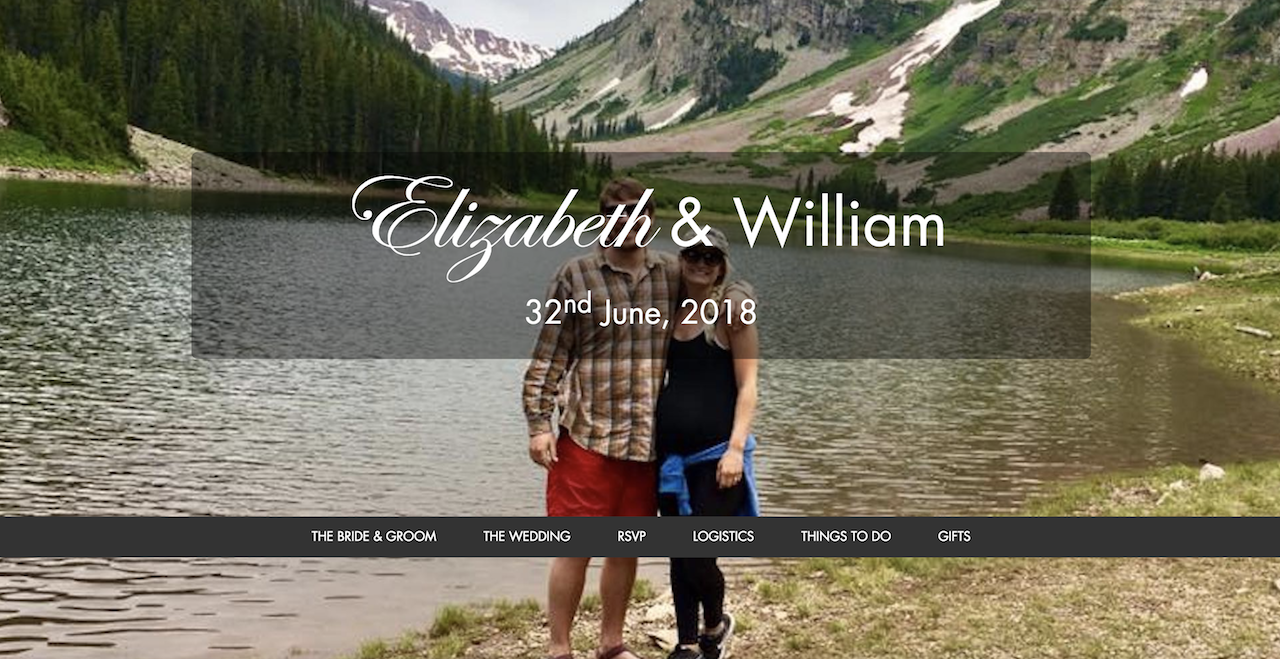 Elizabeth & William
32nd June, 2018
THE BRIDE & GROOM THE WEDDING RSVP LOGISTICS THINGS TO DO GIFTS